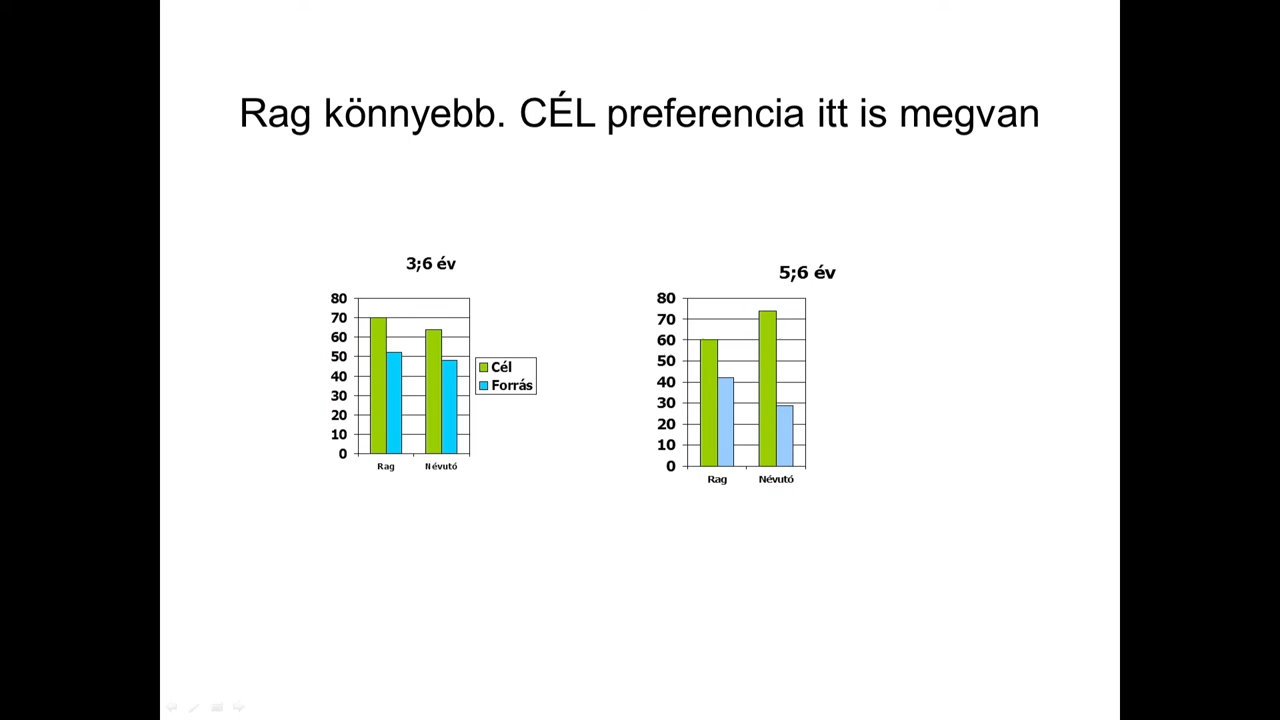 Rag könnyebb. CÉL preferencia itt is megvan
3;6 év
80
70
60
50
40
30
20
10
0
Rag Névutó
Cél
Forrás
5;6 év
80
70
60
50
40
30
20
10
0
Rag Névutó